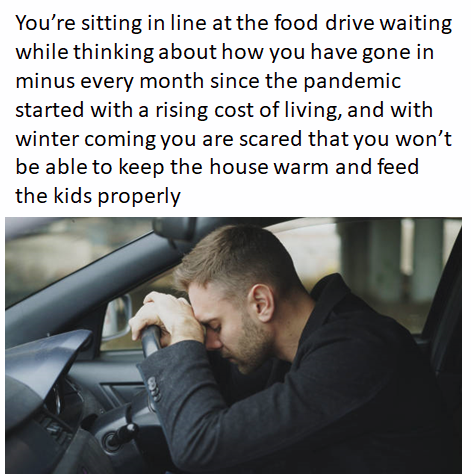 You’re sitting in line at the food drive waiting
while thinking about how you have gone in
minus every month since the pandemic
started with a rising cost of living, and with
winter coming you are scared that you won’t
be able to keep the house warm and feed
the kids properly